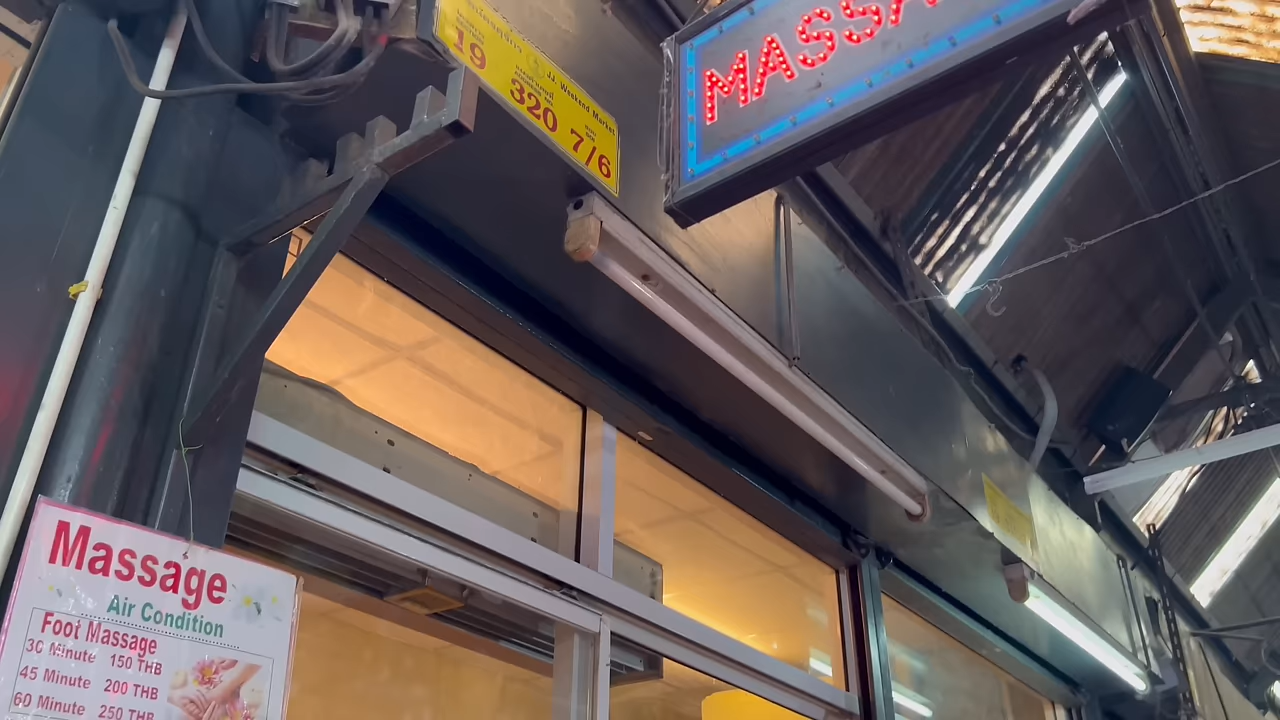 J.J. Weekend Market
19
320
7/6
MASSA
Massage
Air Condition
Foot Massage
30 Minute 150 THB
45 Minute 200 THB
60 Minute 250 THB